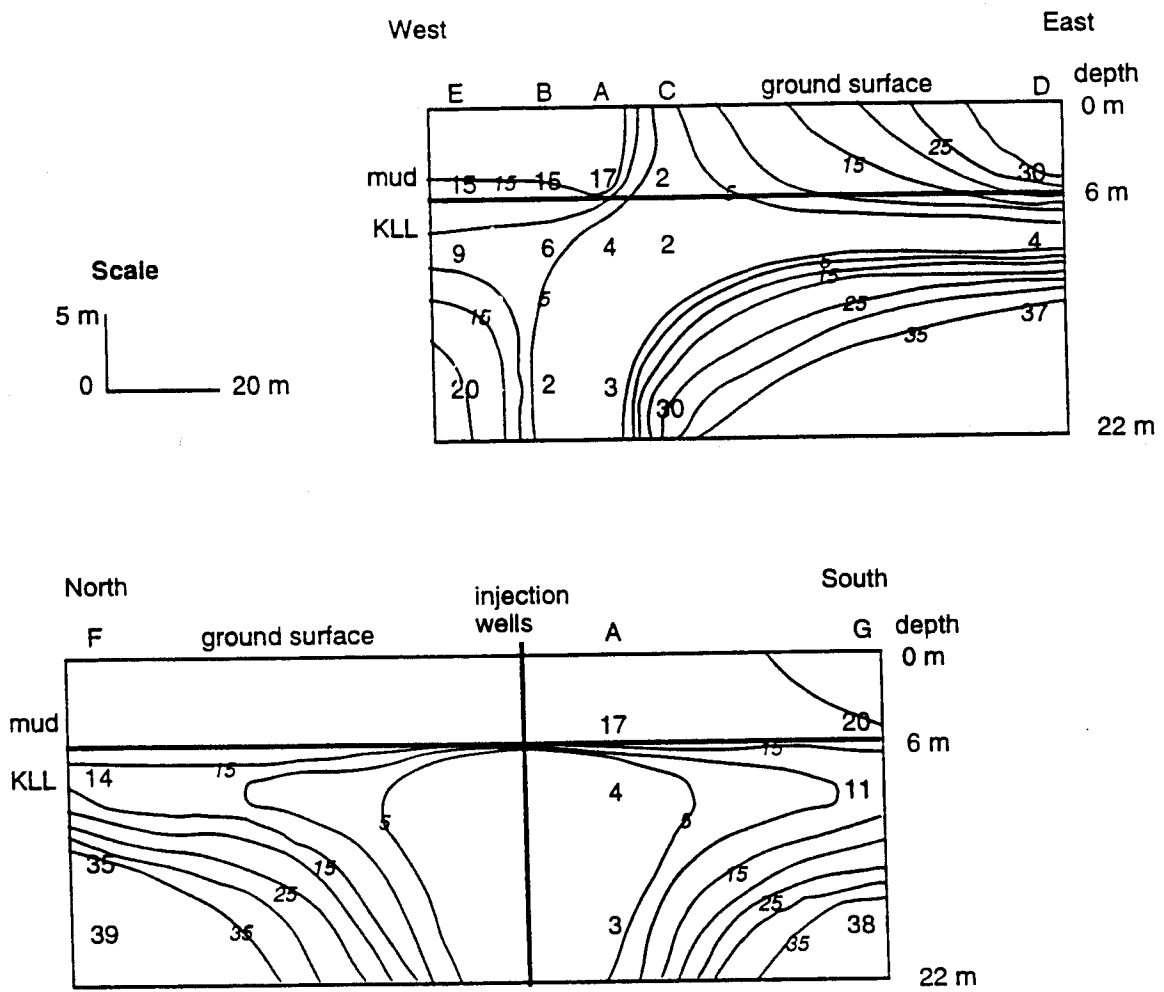 West East
E B A C ground surface D depth
0 m
15 25
mud 15 15 15 17 2 30
5 6 m
KLL
9 6 4 2 4
Scale 5
5 15
5 m 15 25 37
35
0 20 m 20 2 3 30
22 m
North South
injection
wells
F ground surface A G depth
0 m
mud 17 20
15 6 m
15
KLL 14 4 11
5 5
35 15 15
25 25
39 35 3 35 38
22 m